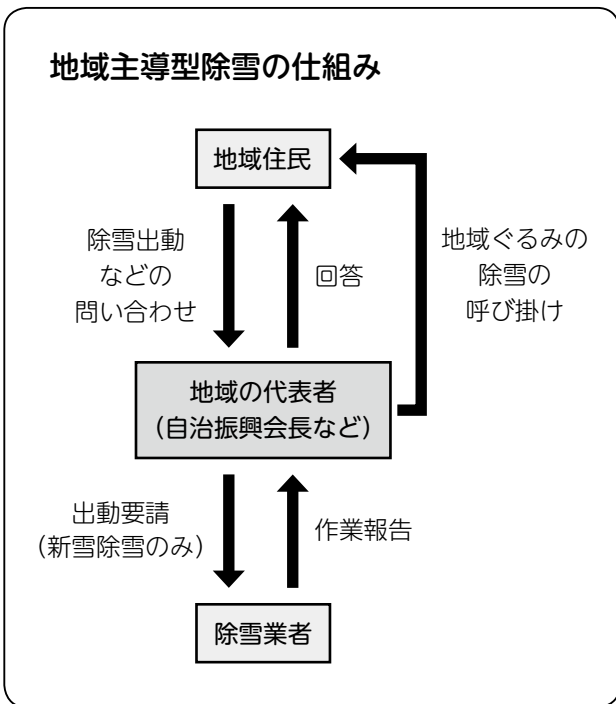 地域主導型除雪の仕組み
地域住民
除雪出動
などの
問い合わせ
回答
地域ぐるみの
除雪の
呼び掛け
地域の代表者
（自治振興会長など）
出動要請
（新雪除雪のみ）
作業報告
除雪業者